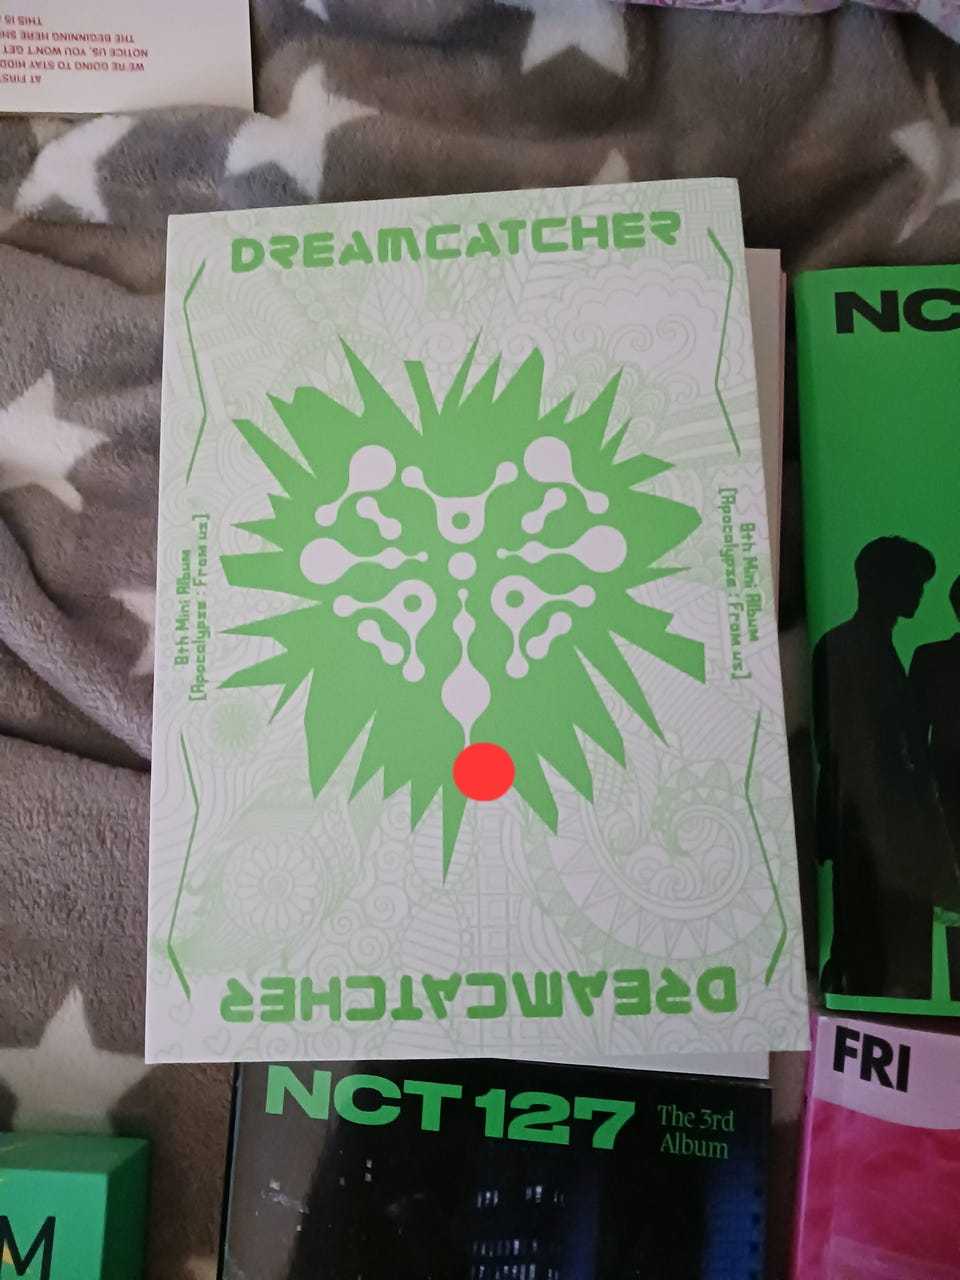 AT FIRST
WE'RE GOING TO STAY HIDD
NOTICE US, YOU WON'T GET
THE BEGINNING HERE SH
THIS IS A
DREAMCATCHER
8th Mini Album
[Apocalypse : From us]
8th Mini Album
[Apocalypse : From us]
DREAMCATCHER
NC
NCT 127
The 3rd
Album
FRI
M